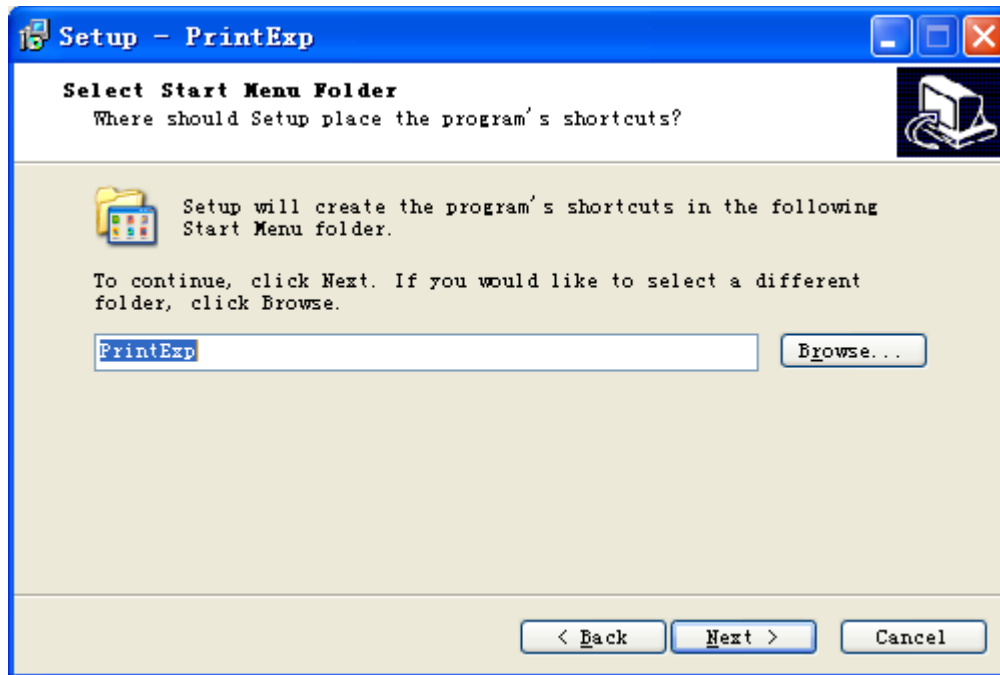 Setup - PrintExp
Select Start Menu Folder
Where should Setup place the program's shortcuts?
Setup will create the program's shortcuts in the following
Start Menu folder.
To continue, click Next. If you would like to select a different
folder, click Browse.
PrintExp
Browse...
< Back
Next >
Cancel